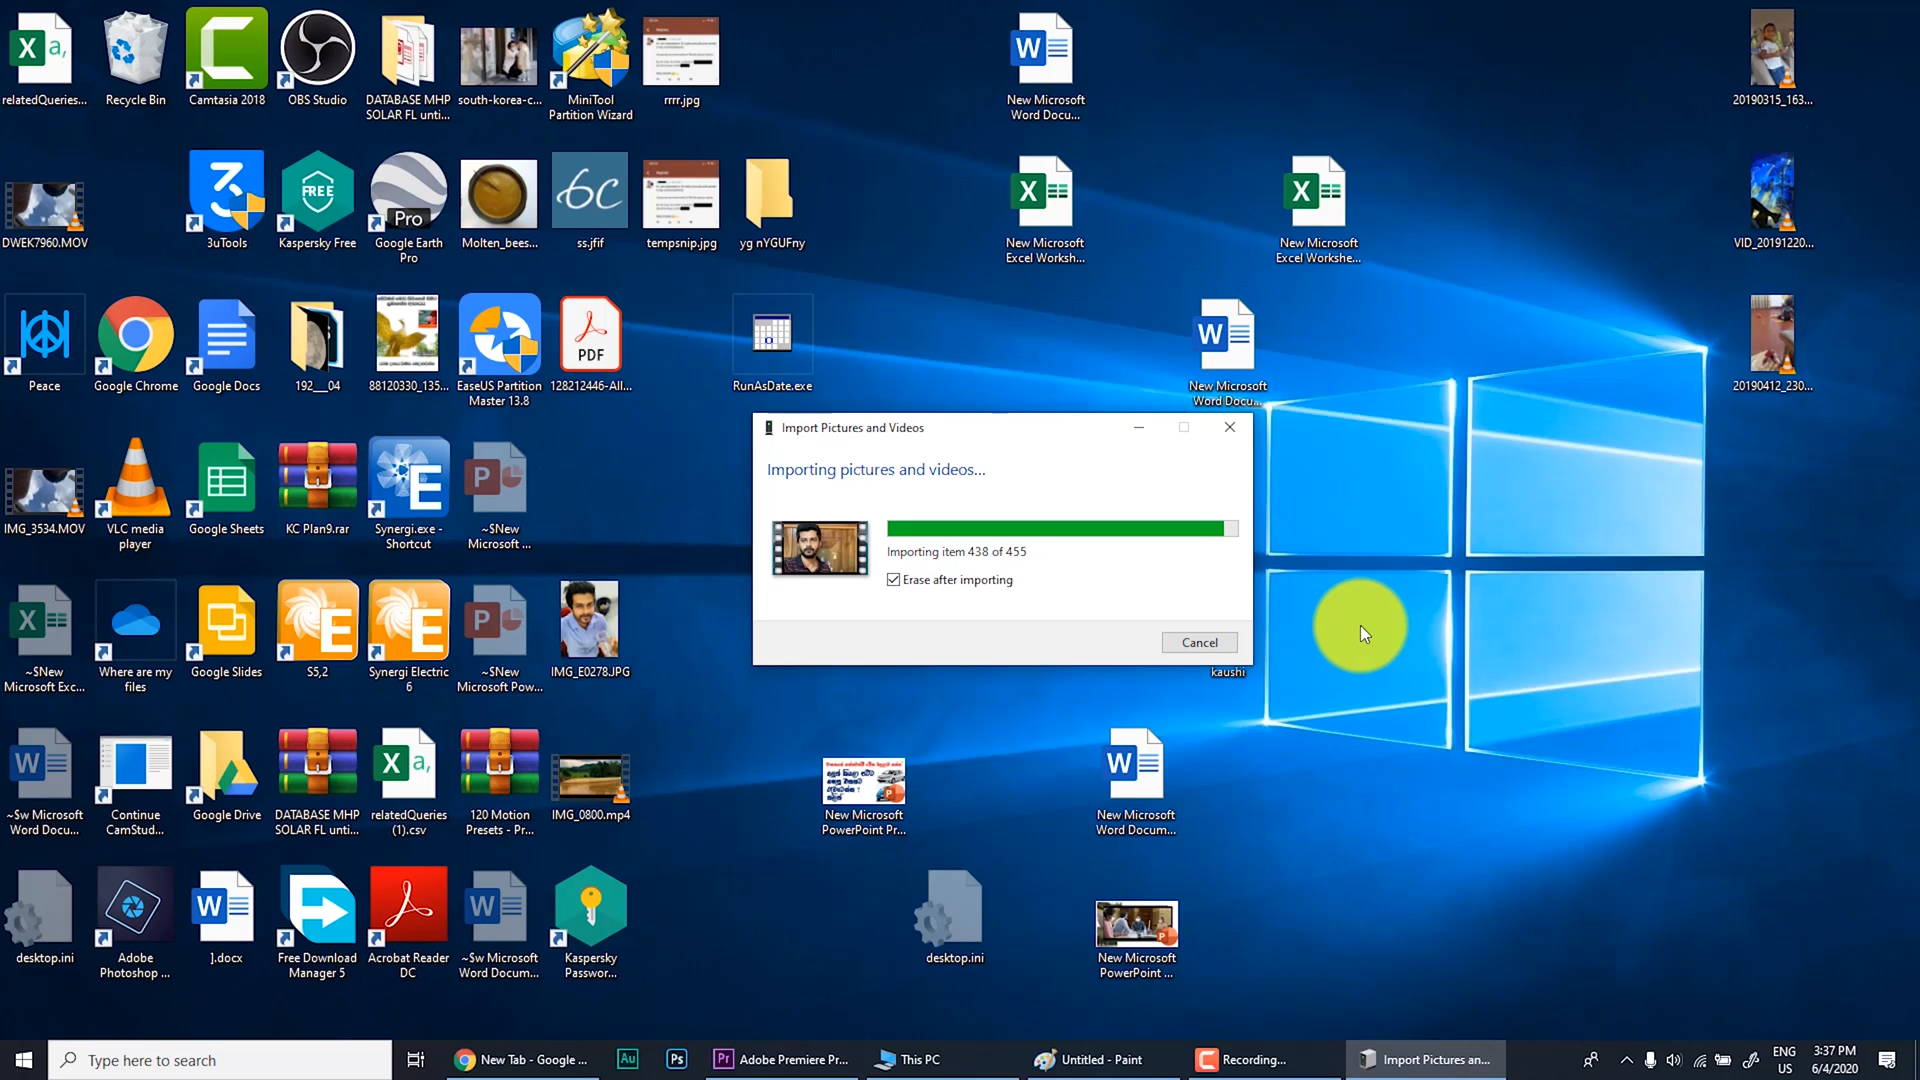 relatedQueries...
Recycle Bin
Camtasia 2018
OBS Studio
DATABASE MHP
SOLAR FL unti...
south-korea-c...
MiniTool
Partition Wizard
rrrr.jpg
New Microsoft
Word Docu...
20190315_163...
DWEK7960.MOV
3uTools
FREE
Kaspersky Free
Pro
Google Earth
Pro
Molten_bees...
6c
ss.jfif
tempsnip.jpg
yg nYGUFny
New Microsoft
Excel Worksh...
New Microsoft
Excel Workshe...
VID_20191220...
Peace
Google Chrome
Google Docs
192__04
88120330_135...
EaseUS Partition
Master 13.8
PDF
128212446-All...
RunAsDate.exe
New Microsoft
Word Docu...
20190412_230...
IMG_3534.MOV
VLC media
player
Google Sheets
KC Plan9.rar
Synergi.exe -
Shortcut
~$New
Microsoft ...
Import Pictures and Videos
Importing pictures and videos...
Importing item 438 of 455
Erase after importing
Cancel
~$New
Microsoft Exc...
Where are my
files
Google Slides
S5,2
Synergi Electric
6
~$New
Microsoft Pow...
IMG_E0278.JPG
kaushi
~$w Microsoft
Word Docu...
Continue
CamStud...
Google Drive
DATABASE MHP
SOLAR FL unti...
relatedQueries
(1).csv
120 Motion
Presets - Pr...
IMG_0800.mp4
New Microsoft
PowerPoint Pr...
New Microsoft
Word Docum...
desktop.ini
Adobe
Photoshop ...
].docx
Free Download
Manager 5
Acrobat Reader
DC
~$w Microsoft
Word Docum...
Kaspersky
Passwor...
desktop.ini
New Microsoft
PowerPoint ...
Type here to search
New Tab - Google ...
Au
Ps
Pr
Adobe Premiere Pr...
This PC
Untitled - Paint
Recording...
Import Pictures an...
ENG
US
3:37 PM
6/4/2020